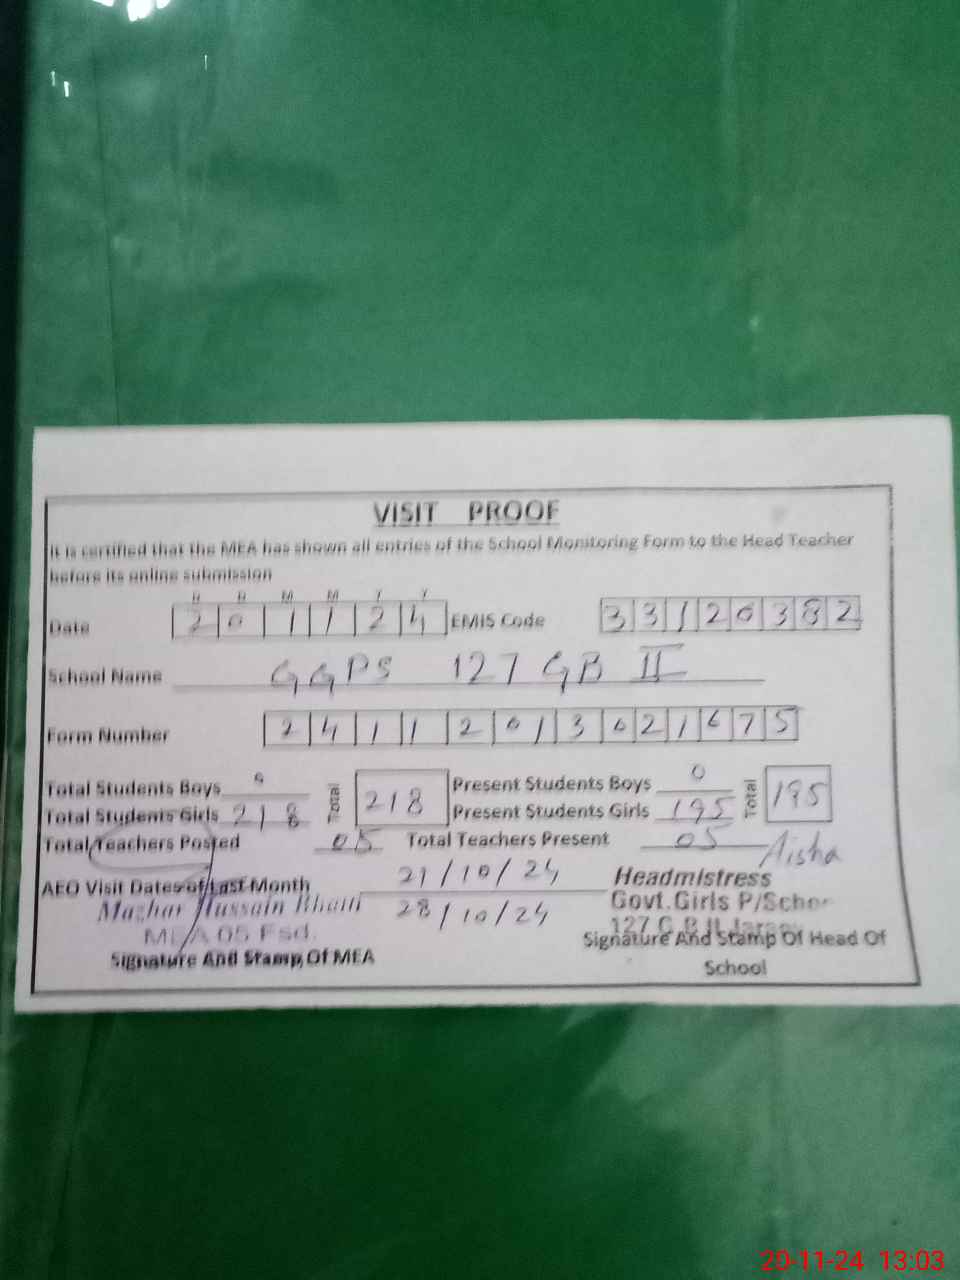 VISIT PROOF
It is certified that the MEA has shown all entries of the School Monitoring Form to the Head Teacher
before its online submission
D D M M Y Y
Date 2 0 1 1 2 4 EMIS Code 3 3 1 2 0 3 8 2
School Name GGPS 127 GB II
Form Number 2 4 1 1 2 0 1 3 0 2 1 6 7 5
Total Students Boys 0 Total 218 Present Students Boys 0 Total 195
Total Students Girls 218 Present Students Girls 195
Total Teachers Posted 05 Total Teachers Present 05
Aisha
AEO Visit Dates of Last Month 21/10/24
28/10/24
Mazhar Hussain
MEA 05 Fsd.
Signature And Stamp Of MEA
Headmistress
Govt. Girls P/School
127 G.B II
Signature And Stamp Of Head Of
School
20-11-24 13:03